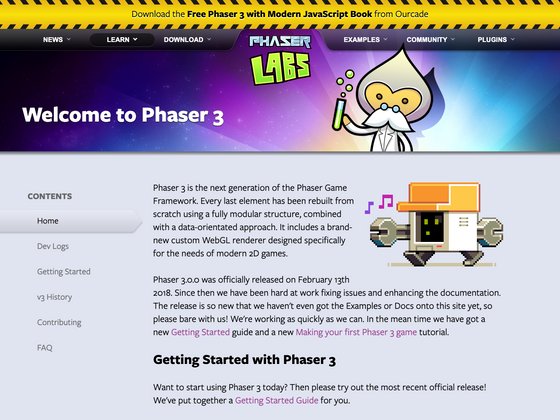 Download the Free Phaser 3 with Modern JavaScript Book from Ourcade
NEWS LEARN DOWNLOAD PHASER LABS EXAMPLES COMMUNITY PLUGINS
Welcome to Phaser 3
CONTENTS
Home
Dev Logs
Getting Started
v3 History
Contributing
FAQ
Phaser 3 is the next generation of the Phaser Game
Framework. Every last element has been rebuilt from
scratch using a fully modular structure, combined
with a data-orientated approach. It includes a brand-
new custom WebGL renderer designed specifically
for the needs of modern 2D games.
Phaser 3.0.0 was officially released on February 13th
2018. Since then we have been hard at work fixing issues and enhancing the documentation.
The release is so new that we haven't even got the Examples or Docs onto this site yet, so
please bare with us! We're working as quickly as we can. In the mean time we have got a
new Getting Started guide and a new Making your first Phaser 3 game tutorial.
Getting Started with Phaser 3
Want to start using Phaser 3 today? Then please try out the most recent official release!
We've put together a Getting Started Guide for you.